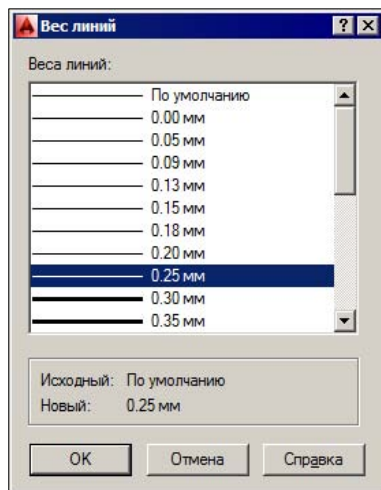 Вес линий
Веса линий:
По умолчанию
0.00 мм
0.05 мм
0.09 мм
0.13 мм
0.15 мм
0.18 мм
0.20 мм
0.25 мм
0.30 мм
0.35 мм
Исходный: По умолчанию
Новый: 0.25 мм
OK Отмена Справка